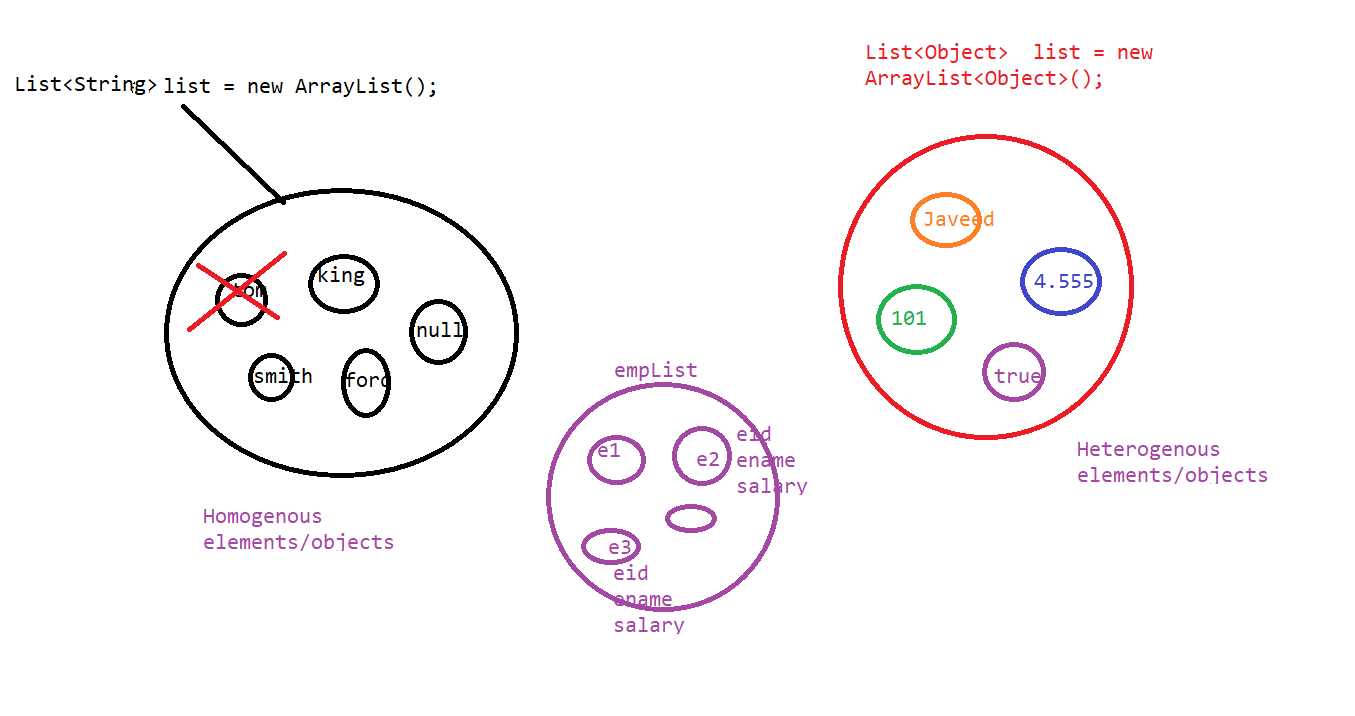 List<String> list = new ArrayList();
tom
king
null
smith
ford
Homogenous
elements/objects
empList
e1
e2
eid
ename
salary
e3
eid
ename
salary
List<Object> list = new
ArrayList<Object>();
Javeed
4.555
101
true
Heterogenous
elements/objects